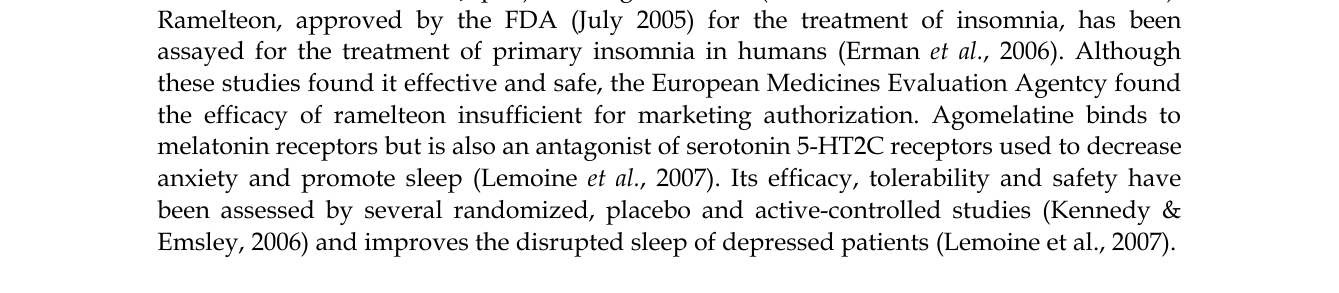 Ramelteon, approved by the FDA (July 2005) for the treatment of insomnia, has been
assayed for the treatment of primary insomnia in humans (Erman et al., 2006). Although
these studies found it effective and safe, the European Medicines Evaluation Agentcy found
the efficacy of ramelteon insufficient for marketing authorization. Agomelatine binds to
melatonin receptors but is also an antagonist of serotonin 5-HT2C receptors used to decrease
anxiety and promote sleep (Lemoine et al., 2007). Its efficacy, tolerability and safety have
been assessed by several randomized, placebo and active-controlled studies (Kennedy &
Emsley, 2006) and improves the disrupted sleep of depressed patients (Lemoine et al., 2007).